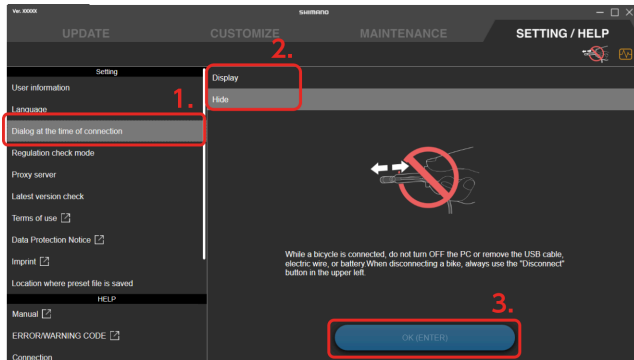 Ver. XXXXX
SHIMANO
UPDATE
CUSTOMIZE
MAINTENANCE
SETTING / HELP
2.
Setting
User information
1.
Language
Dialog at the time of connection
Regulation check mode
Proxy server
Latest version check
Terms of use
Data Protection Notice
Imprint
Location where preset file is saved
HELP
Manual
ERROR/WARNING CODE
Connection
Display
Hide
While a bicycle is connected, do not turn OFF the PC or remove the USB cable,
electric wire, or battery.When disconnecting a bike, always use the "Disconnect"
button in the upper left.
3.
OK (ENTER)